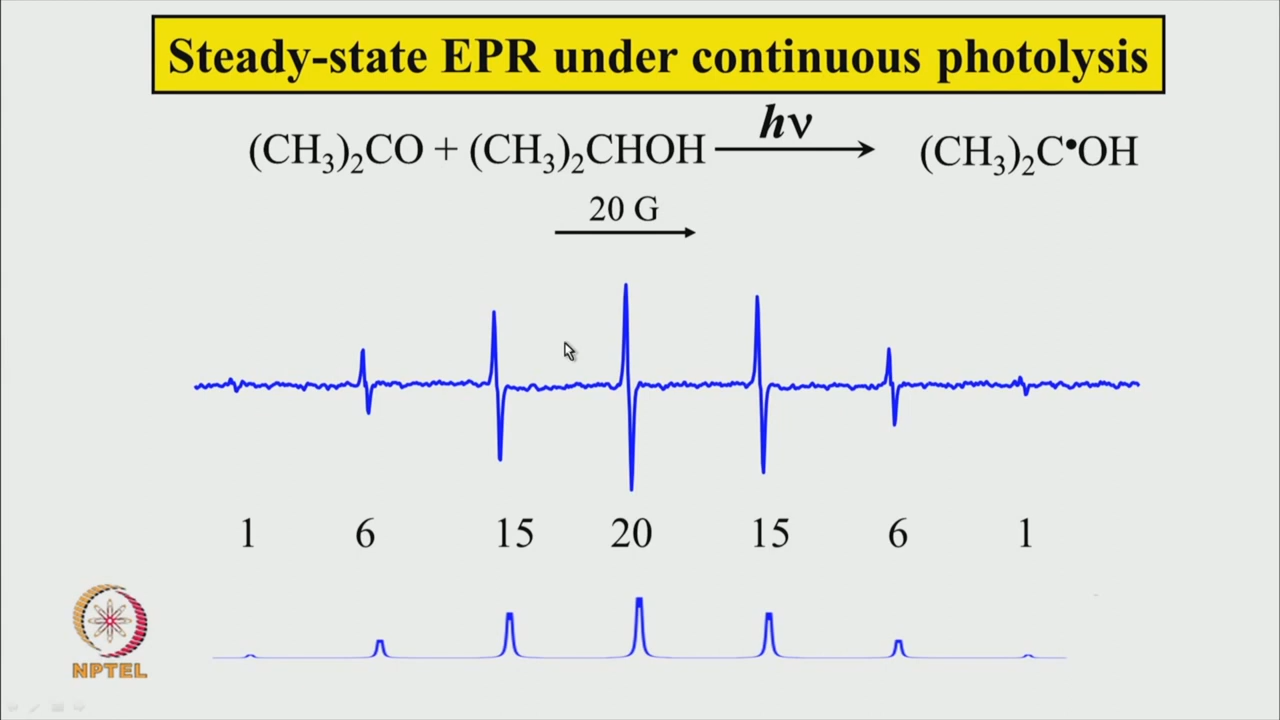 Steady-state EPR under continuous photolysis
(CH₃)₂CO + (CH₃)₂CHOH hν (CH₃)₂C•OH
20 G
1 6 15 20 15 6 1
NPTEL